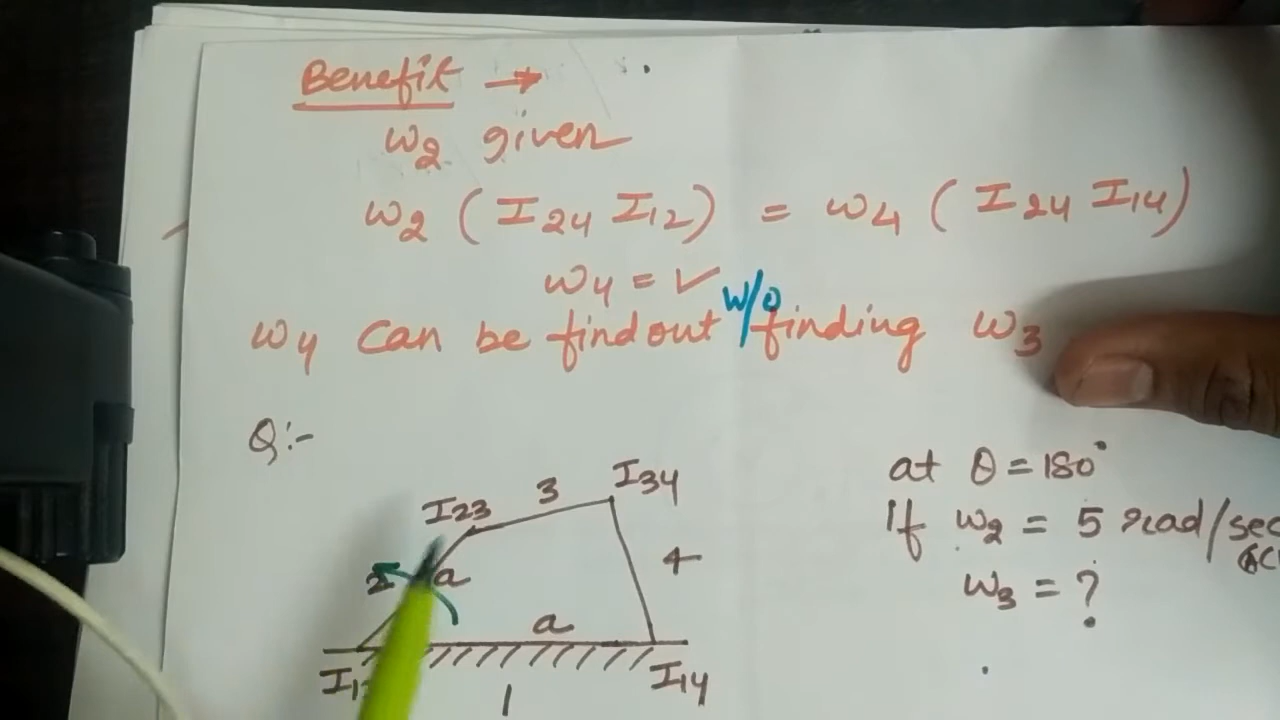 Benefit →
ω2 given
ω2 ( I24 I12 ) = ω4 ( I24 I14 )
ω4 = ✓
ω4 can be findout w/o finding ω3
Q:-
at θ = 180°
If ω2 = 5 rad/sec
ω3 = ?
I23 3 I34
2 a 4
a
I14
1